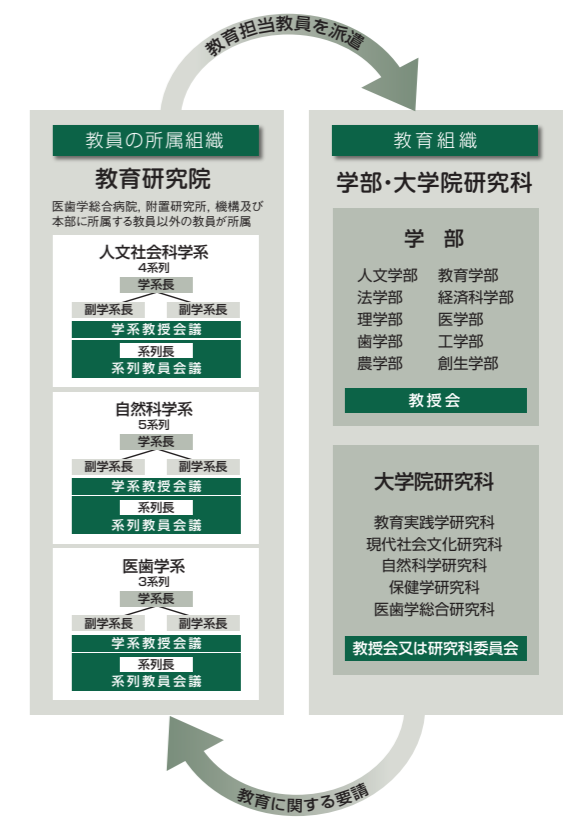 教育担当教員を派遣
教員の所属組織
教育研究院
医歯学総合病院, 附置研究所, 機構及び
本部に所属する教員以外の教員が所属
人文社会科学系
4系列
学系長
副学系長 副学系長
学系教授会議
系列長
系列教員会議
自然科学系
5系列
学系長
副学系長 副学系長
学系教授会議
系列長
系列教員会議
医歯学系
3系列
学系長
副学系長 副学系長
学系教授会議
系列長
系列教員会議
教育組織
学部・大学院研究科
学 部
人文学部 教育学部
法学部 経済科学部
理学部 医学部
歯学部 工学部
農学部 創生学部
教授会
大学院研究科
教育実践学研究科
現代社会文化研究科
自然科学研究科
保健学研究科
医歯学総合研究科
教授会又は研究科委員会
教育に関する要請